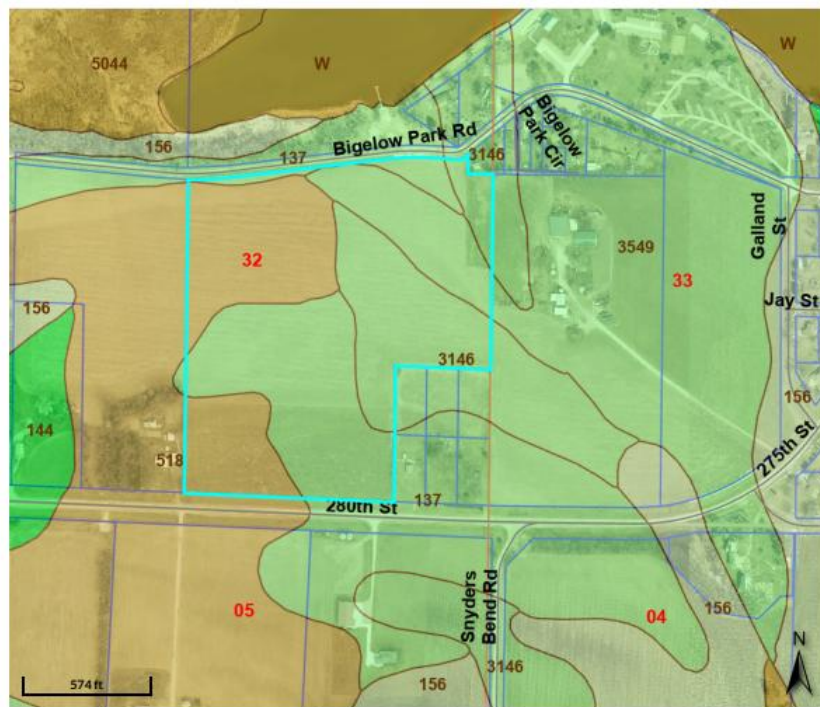 5044
W
W
156
Bigelow Park Rd
137
3146
Bigelow
Park Cir
Galland
St
32
3549
33
156
Jay St
3146
156
144
518
275th St
137
280th St
05
Snyders
Bend Rd
04
156
156
3146
574 ft
N